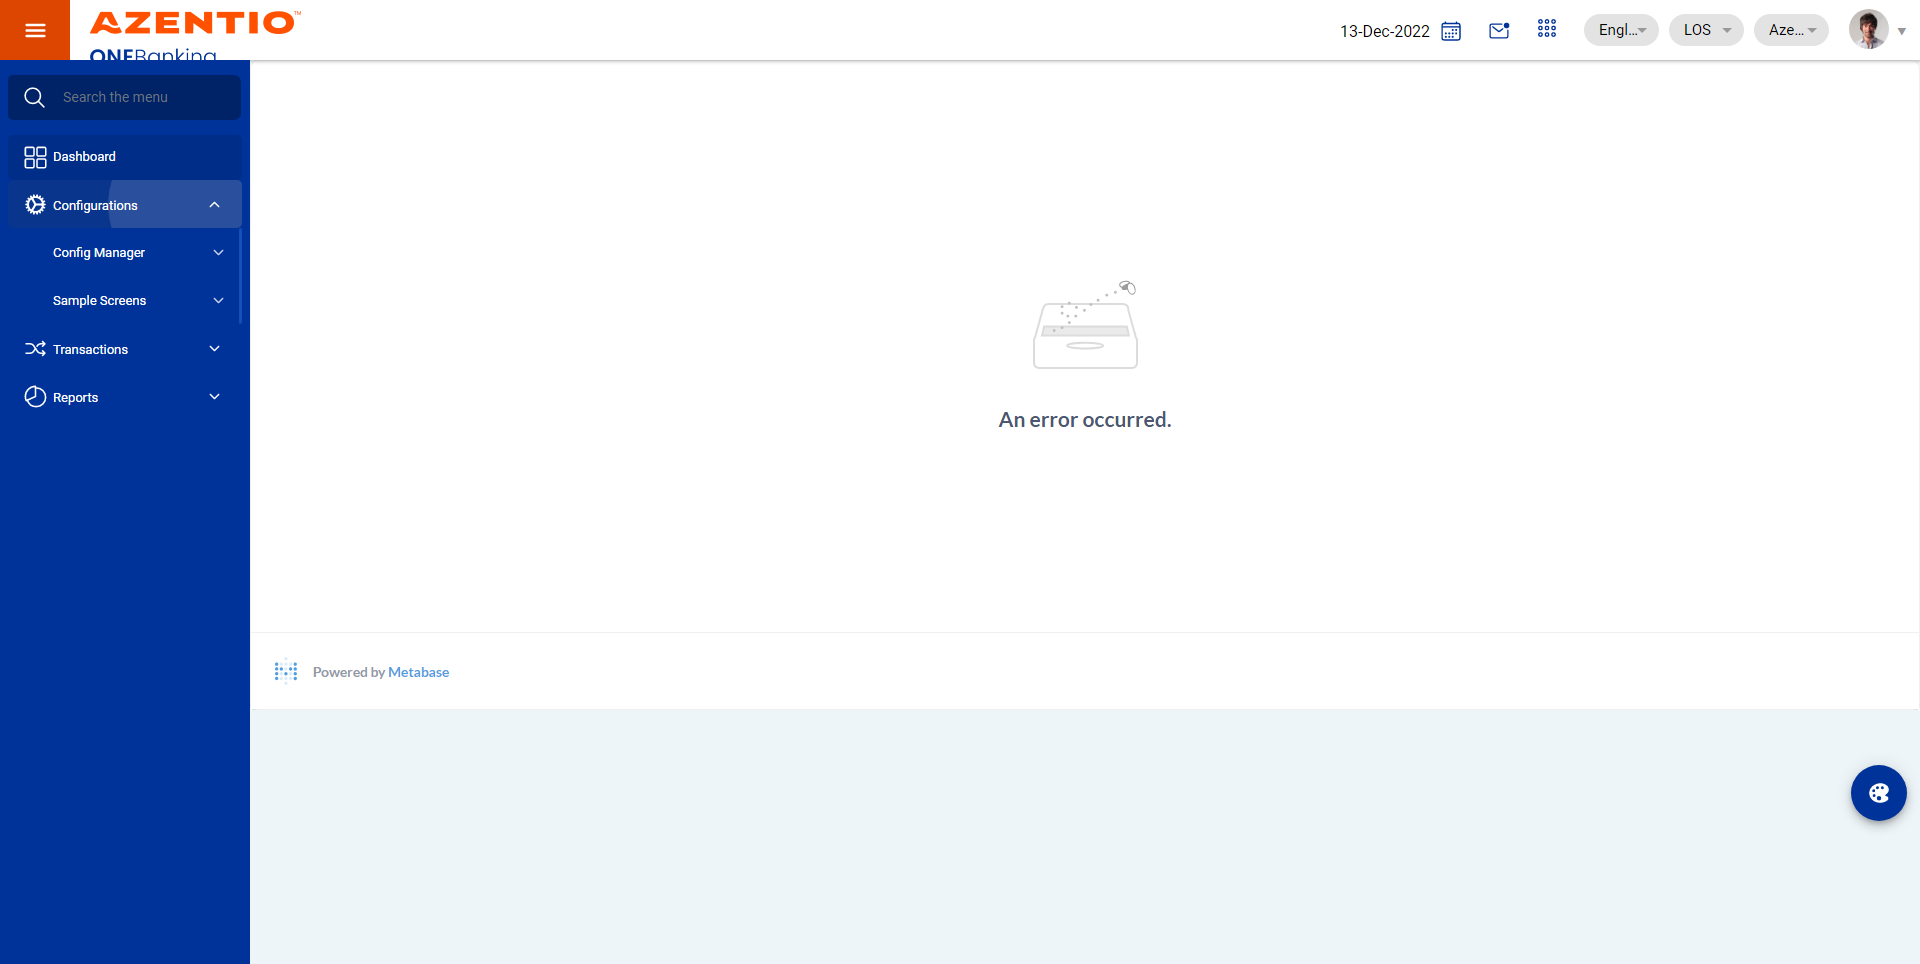 AZENTIO™
ONEBanking
13-Dec-2022
Engl...
LOS
Aze...
Search the menu
Dashboard
Configurations
Config Manager
Sample Screens
Transactions
Reports
An error occurred.
Powered by Metabase